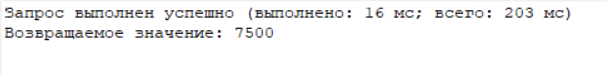 Запрос выполнен успешно (выполнено: 16 мс; всего: 203 мс)
Возвращаемое значение: 7500